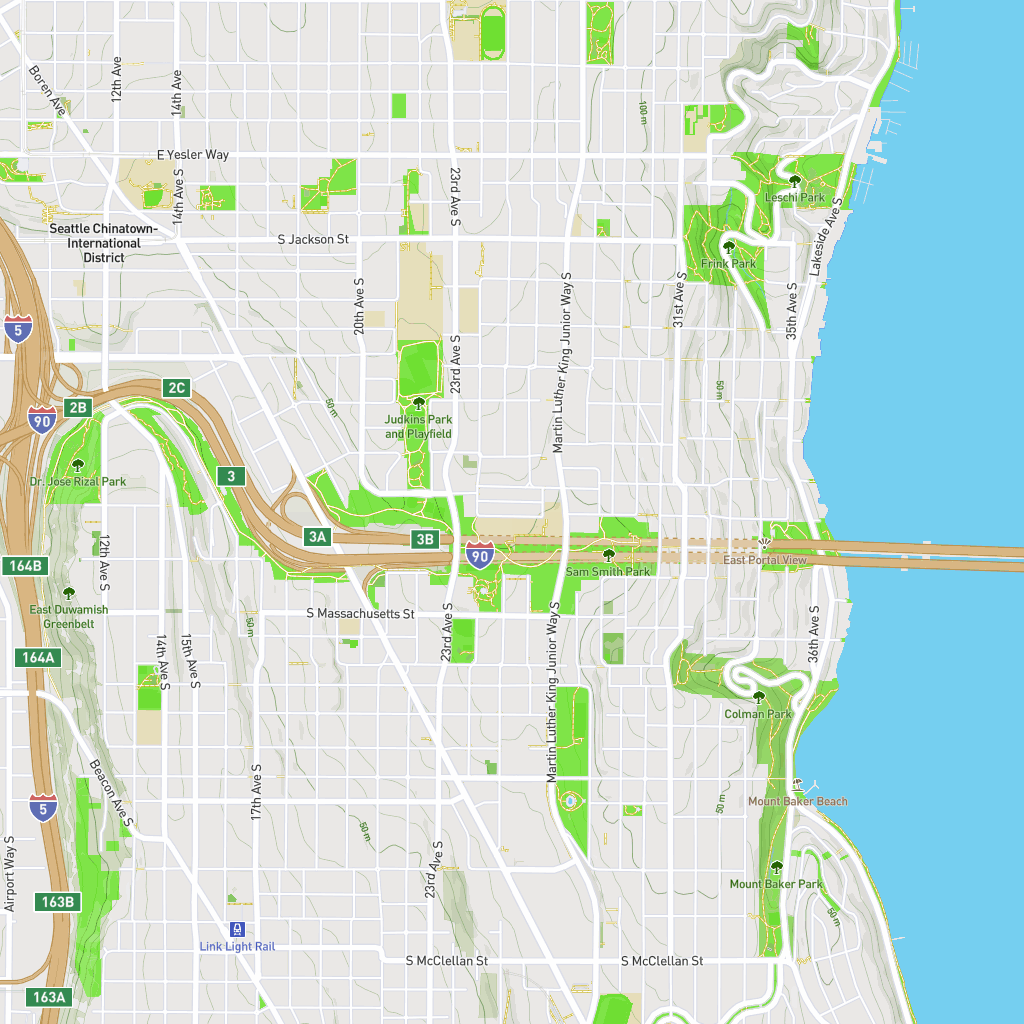 Boren Ave
12th Ave
14th Ave
100 m
E Yesler Way
14th Ave S
23rd Ave S
Leschi Park
Seattle Chinatown-
International
District
S Jackson St
Frink Park
Lakeside Ave S
20th Ave S
31st Ave S
35th Ave S
5
Martin Luther King Junior Way S
23rd Ave S
2C
2B
90
50 m
50 m
Judkins Park
and Playfield
3
Dr. Jose Rizal Park
3A
3B
90
12th Ave S
164B
Sam Smith Park
East Portal View
East Duwamish
Greenbelt
S Massachusetts St
50 m
23rd Ave S
36th Ave S
14th Ave S
15th Ave S
164A
Martin Luther King Junior Way S
Colman Park
Beacon Ave S
17th Ave S
5
50 m
50 m
Mount Baker Beach
Airport Way S
23rd Ave S
Mount Baker Park
163B
50 m
Link Light Rail
S McClellan St
S McClellan St
163A